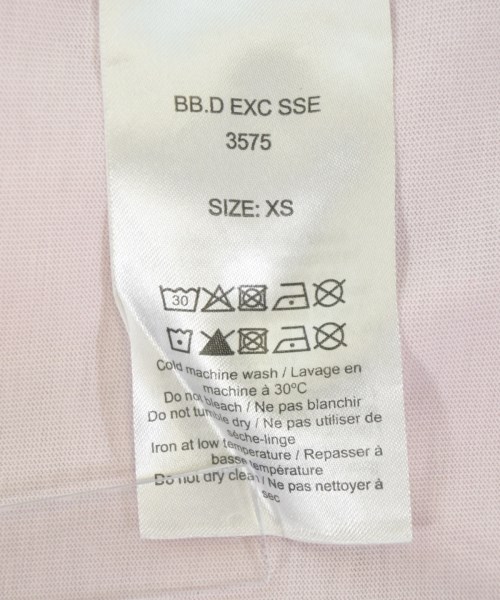 BB.D EXC SSE
3575
SIZE: XS
30
Cold machine wash / Lavage en
machine à 30ºC
Do not bleach / Ne pas blanchir
Do not tumble dry / Ne pas utiliser de
sèche-linge
Iron at low temperature / Repasser à
basse température
Do not dry clean / Ne pas nettoyer à
sec